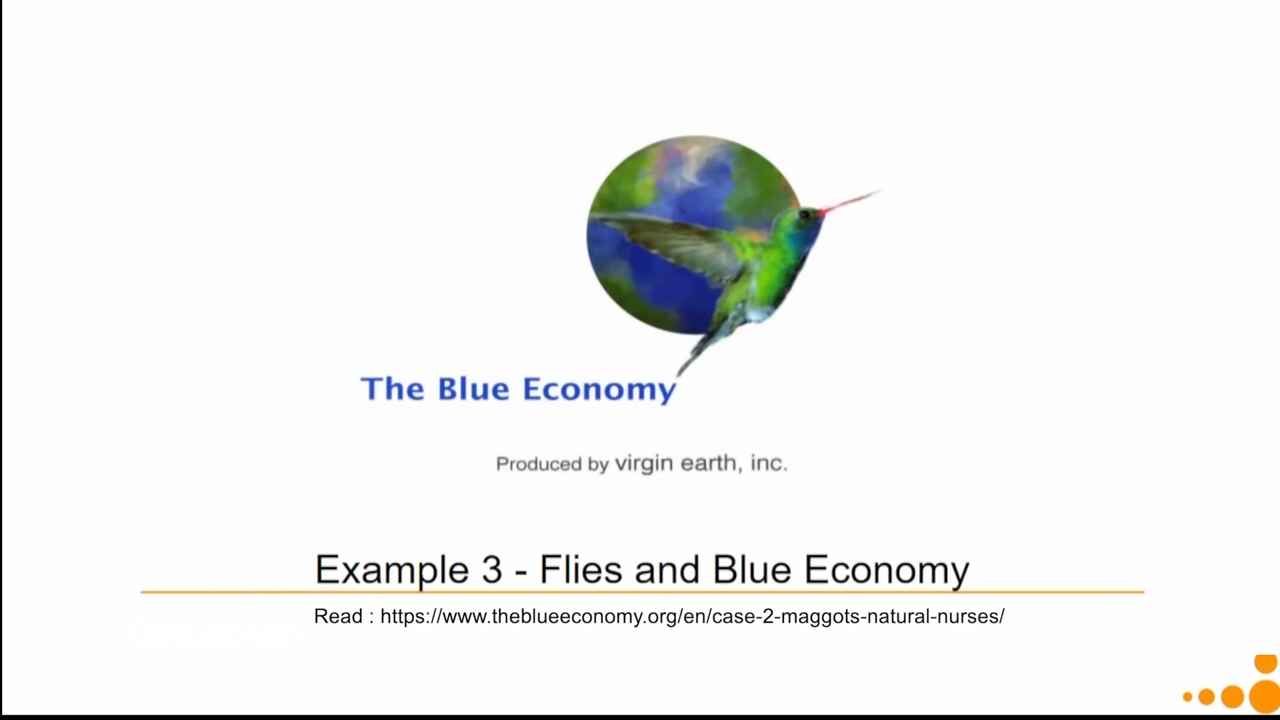 The Blue Economy
Produced by virgin earth, inc.
Example 3 - Flies and Blue Economy
Read : https://www.theblueeconomy.org/en/case-2-maggots-natural-nurses/